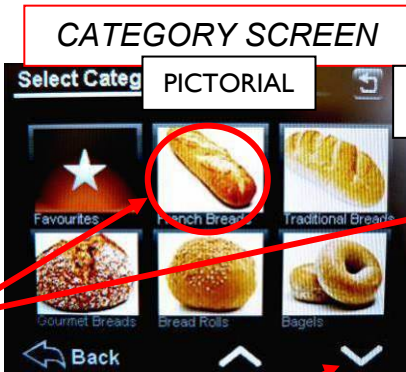 CATEGORY SCREEN
Select Categ
PICTORIAL
Favourites
French Breads
Traditional Breads
Gourmet Breads
Bread Rolls
Bagels
Back